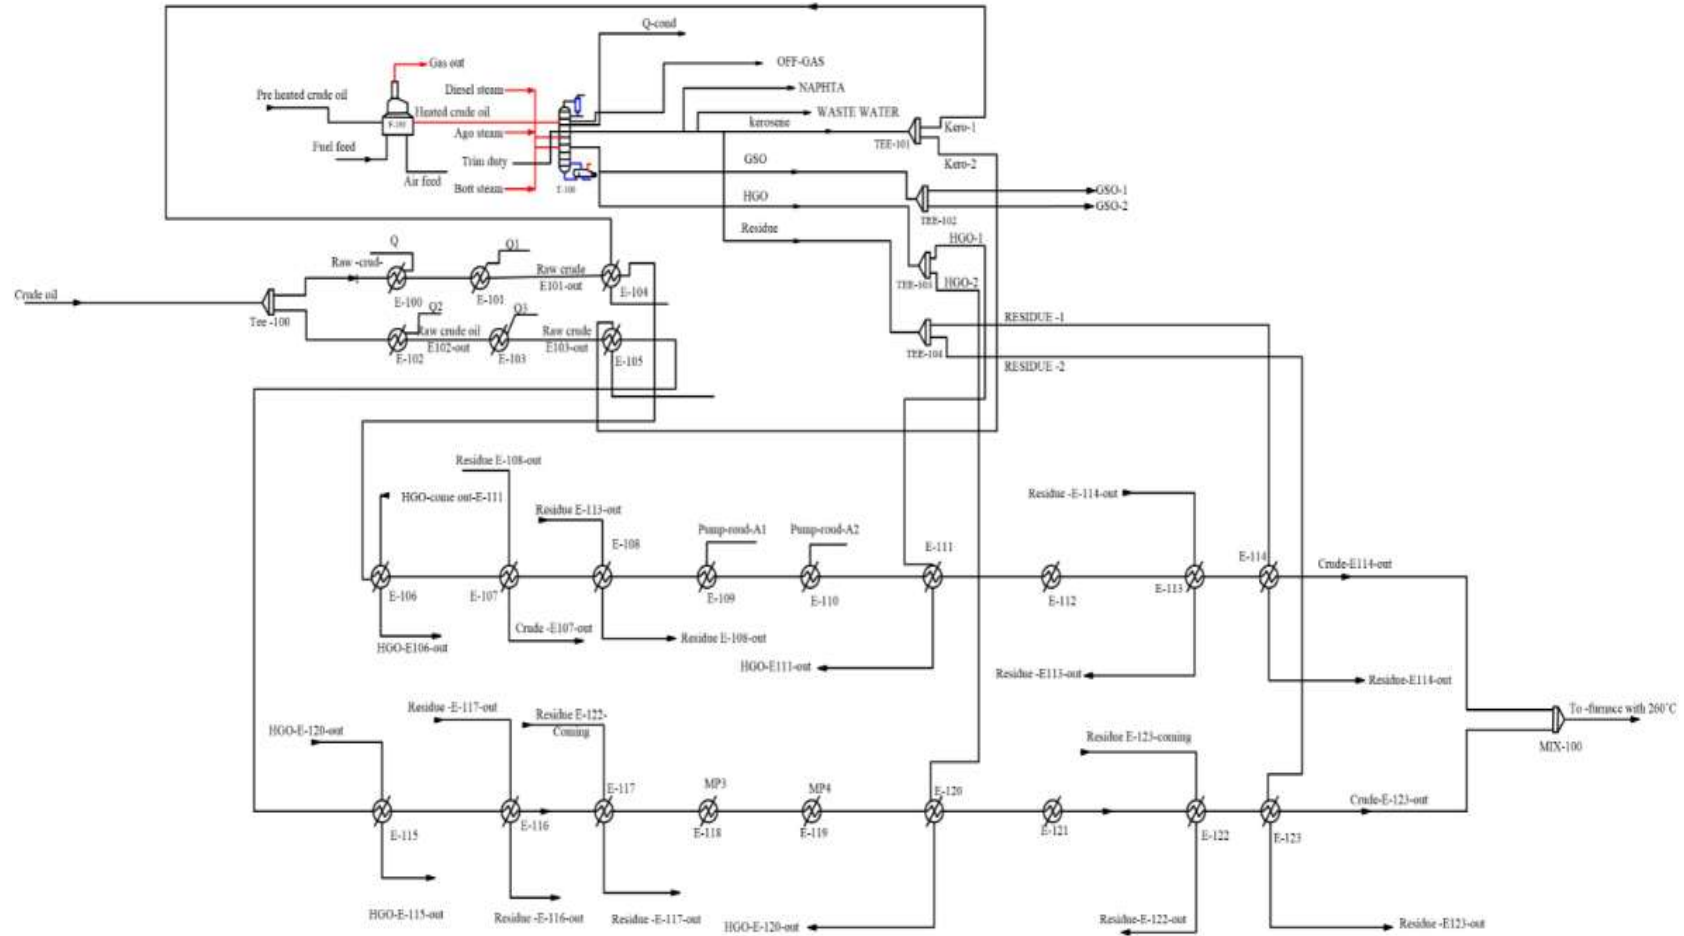 Q-cond
OFF-GAS
Gas out
NAPHTA
Diesel steam
Pre heated crude oil
Heated crude oil
WASTE WATER
kerosene
Kero-1
F-101
Ago steam
TEE-101
Fuel feed
Trim duty
GSO
Kero-2
Air feed
Bott steam
T-100
GSO-1
HGO
GSO-2
TEE-102
Residue
HGO-1
Q
Q1
Raw -crud-
Raw crude
E101-out
E-104
TEE-103
HGO-2
Crude oil
E-100
E-101
Tee -100
Q2
Q3
RESIDUE -1
Raw crude oil
E102-out
Raw crude
E103-out
E-102
E-103
E-105
TEE-104
RESIDUE -2
Residue E-108-out
HGO-come out-E-111
Residue -E-114-out
Residue E-113-out
Pump-roud-A1
Pump-roud-A2
E-108
E-111
E-114
Crude-E114-out
E-106
E-107
E-109
E-110
E-112
E-113
Crude -E107-out
Residue E-108-out
HGO-E106-out
HGO-E111-out
Residue -E113-out
Residue-E114-out
Residue -E-117-out
Residue E-122-
Coming
To -furnace with 260°C
HGO-E-120-out
Residue E-123-coming
MIX-100
E-117
MP3
MP4
E-120
Crude-E-123-out
E-115
E-116
E-118
E-119
E-121
E-122
E-123
HGO-E-115-out
Residue -E-116-out
Residue -E-117-out
HGO-E-120-out
Residue-E-122-out
Residue -E123-out